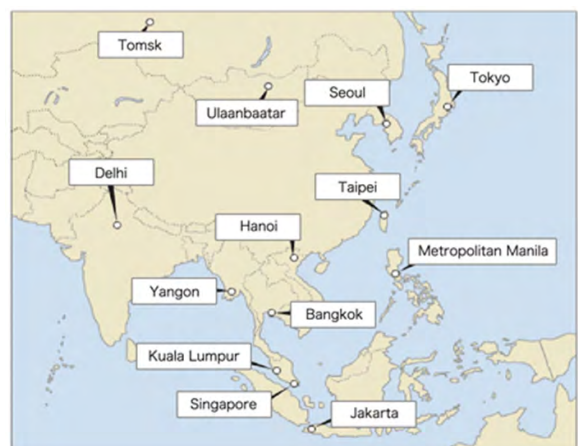 Tomsk
Tokyo
Seoul
Ulaanbaatar
Delhi
Taipei
Hanoi
Metropolitan Manila
Yangon
Bangkok
Kuala Lumpur
Singapore
Jakarta